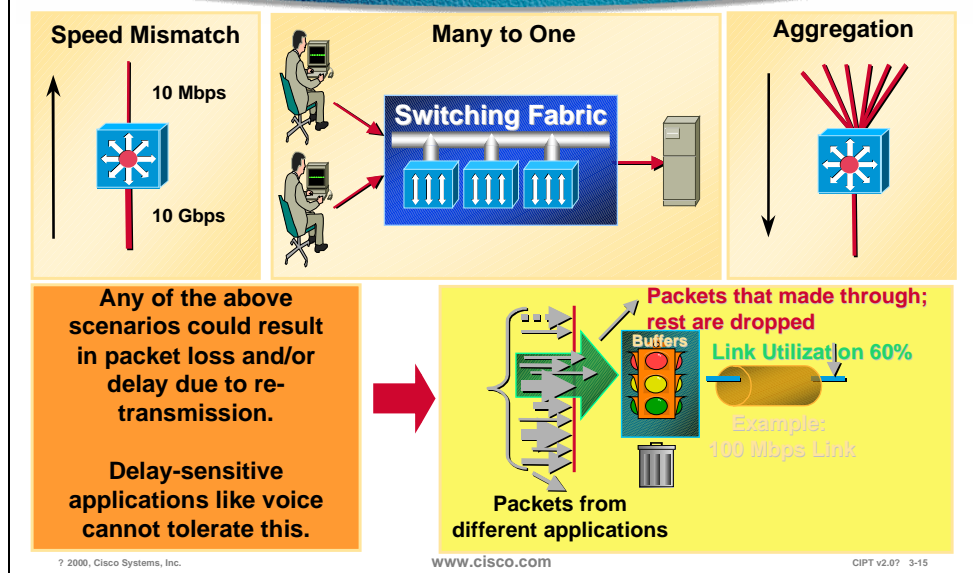 Speed Mismatch
10 Mbps
10 Gbps
Many to One
Switching Fabric
Aggregation
Any of the above
scenarios could result
in packet loss and/or
delay due to re-
transmission.
Delay-sensitive
applications like voice
cannot tolerate this.
Packets that made through;
rest are dropped
Buffers
Link Utilization 60%
Example:
100 Mbps Link
Packets from
different applications
? 2000, Cisco Systems, Inc.
www.cisco.com
CIPT v2.0? 3-15